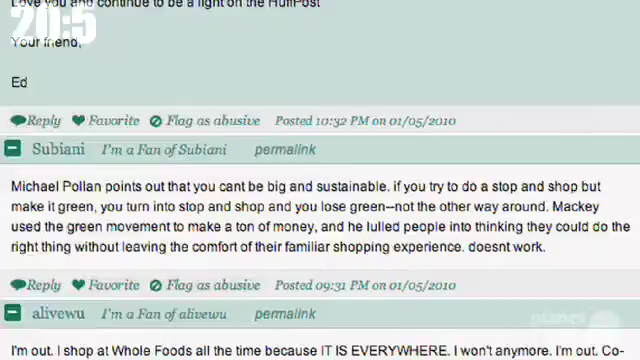 Love you and continue to be a light on the HuffPost
20:5
Your friend,
Ed
Reply Favorite Flag as abusive Posted 10:32 PM on 01/05/2010
Subiani I'm a Fan of Subiani permalink
Michael Pollan points out that you cant be big and sustainable. if you try to do a stop and shop but
make it green, you turn into stop and shop and you lose green--not the other way around. Mackey
used the green movement to make a ton of money, and he lulled people into thinking they could do the
right thing without leaving the comfort of their familiar shopping experience. doesnt work.
Reply Favorite Flag as abusive Posted 09:31 PM on 01/05/2010
alivewu I'm a Fan of alivewu permalink
planet
I'm out. I shop at Whole Foods all the time because IT IS EVERYWHERE. I won't anymore. I'm out. Co-